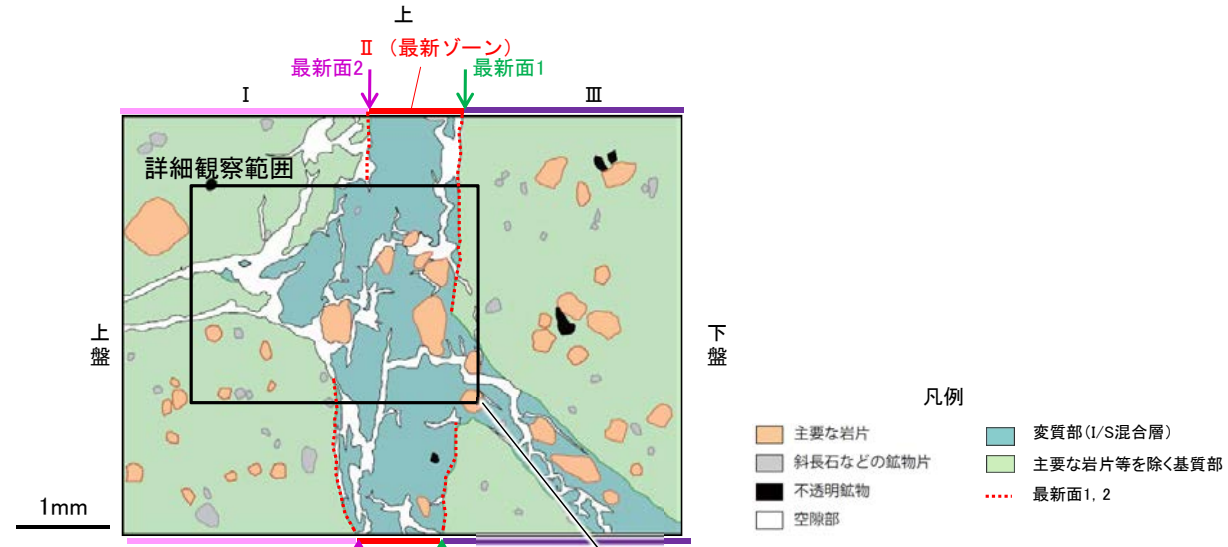 上
Ⅱ（最新ゾーン）
最新面2
最新面1
Ⅰ
Ⅲ
詳細観察範囲
上盤
下盤
1mm
凡例
主要な岩片
斜長石などの鉱物片
不透明鉱物
空隙部
変質部(I/S混合層)
主要な岩片等を除く基質部
最新面1, 2